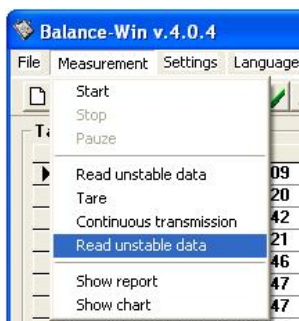 Balance-Win v.4.0.4
File Measurement Settings Language
Start
Stop
Pauze
Read unstable data
09
Tare
20
Continuous transmission
42
Read unstable data
21
46
Show report
47
Show chart
47